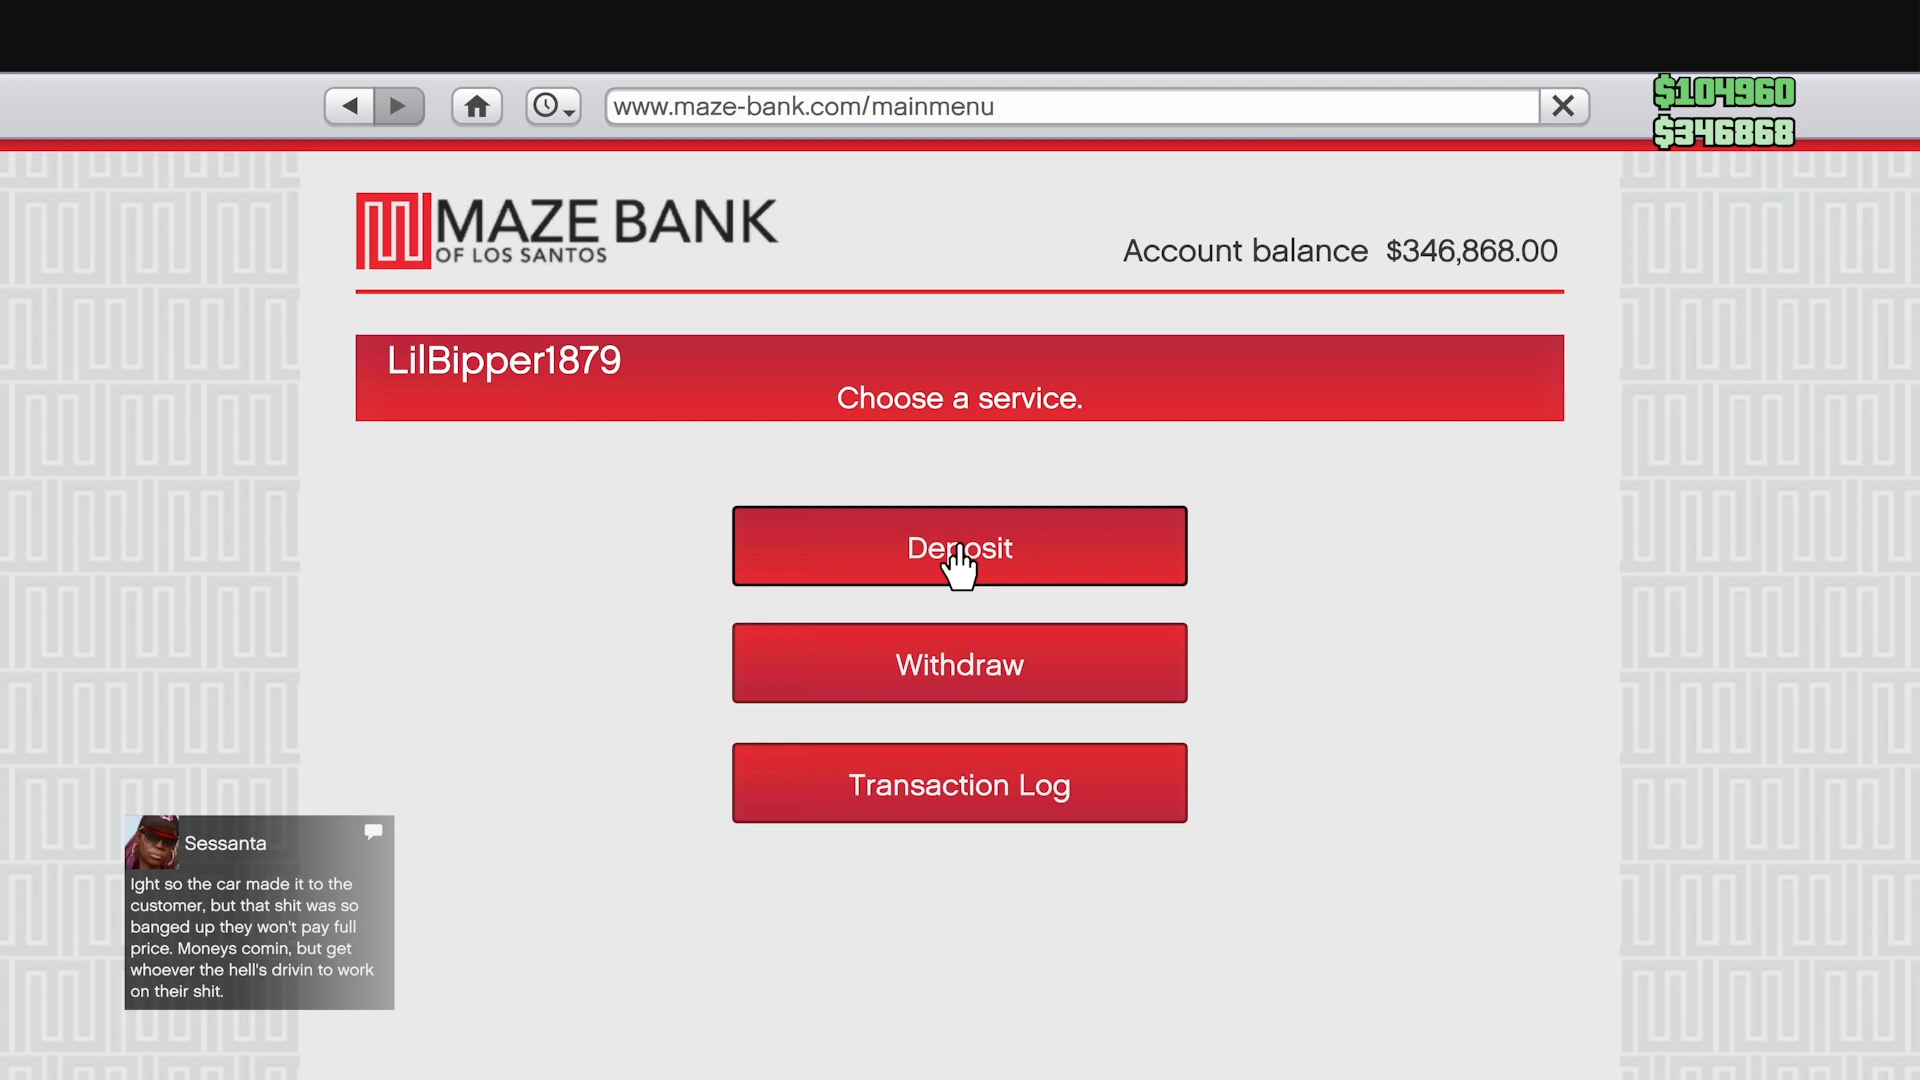 www.maze-bank.com/mainmenu
$104960
$346868
MAZE BANK
OF LOS SANTOS
Account balance $346,868.00
LilBipper1879
Choose a service.
Deposit
Withdraw
Transaction Log
Sessanta
Ight so the car made it to the
customer, but that shit was so
banged up they won't pay full
price. Moneys comin, but get
whoever the hell's drivin to work
on their shit.